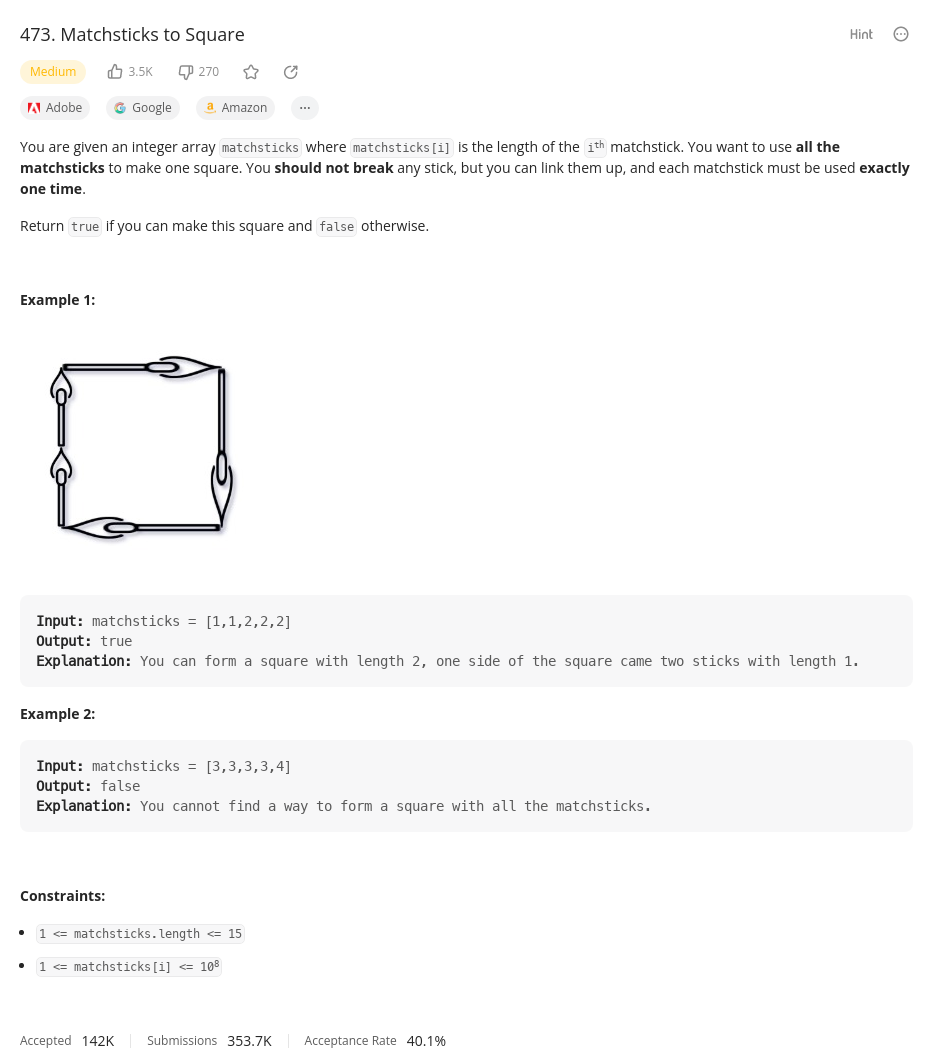 473. Matchsticks to Square
Hint
Medium 3.5K 270
Adobe Google Amazon ...
You are given an integer array matchsticks where matchsticks[i] is the length of the ith matchstick. You want to use all the
matchsticks to make one square. You should not break any stick, but you can link them up, and each matchstick must be used exactly
one time.
Return true if you can make this square and false otherwise.
Example 1:
Input: matchsticks = [1,1,2,2,2]
Output: true
Explanation: You can form a square with length 2, one side of the square came two sticks with length 1.
Example 2:
Input: matchsticks = [3,3,3,3,4]
Output: false
Explanation: You cannot find a way to form a square with all the matchsticks.
Constraints:
• 1 <= matchsticks.length <= 15
• 1 <= matchsticks[i] <= 10⁸
Accepted 142K Submissions 353.7K Acceptance Rate 40.1%